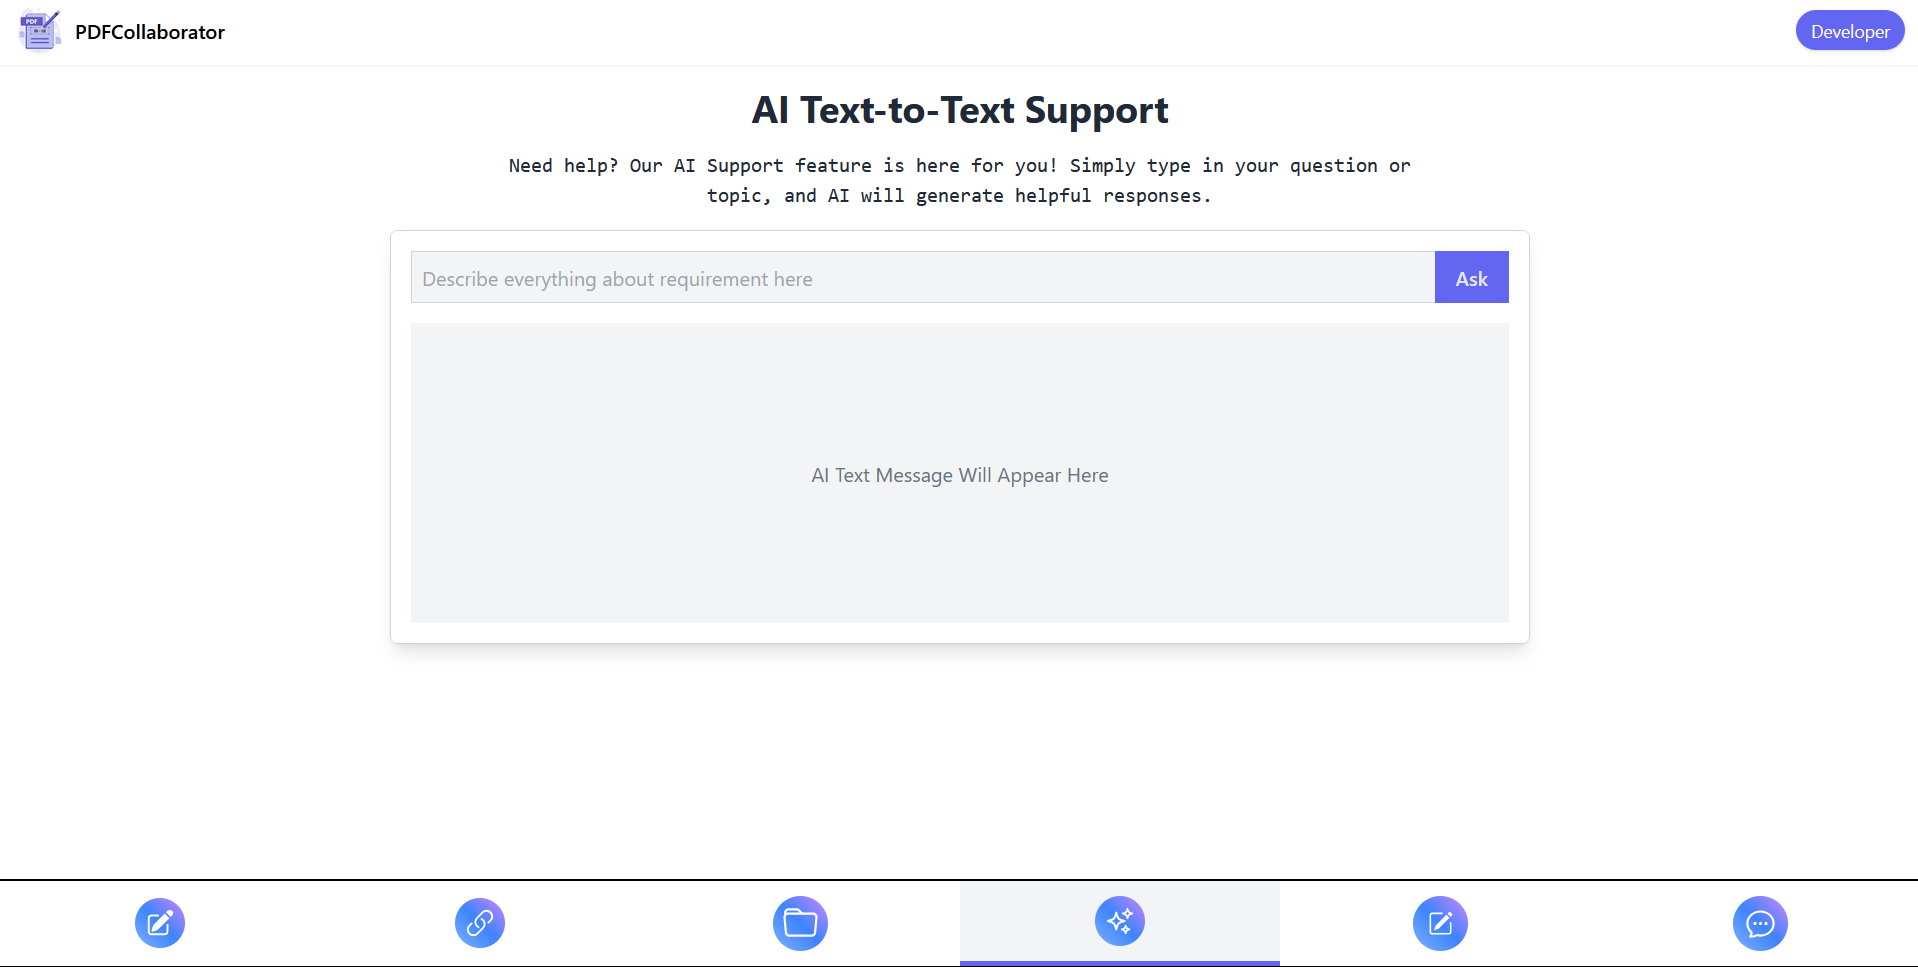 PDF
PDFCollaborator
Developer
AI Text-to-Text Support
Need help? Our AI Support feature is here for you! Simply type in your question or
topic, and AI will generate helpful responses.
Describe everything about requirement here
Ask
AI Text Message Will Appear Here